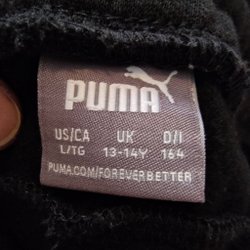 PUMA
US/CA UK D/I
L/TG 13-14Y 164
PUMA.COM/FOREVERBETTER